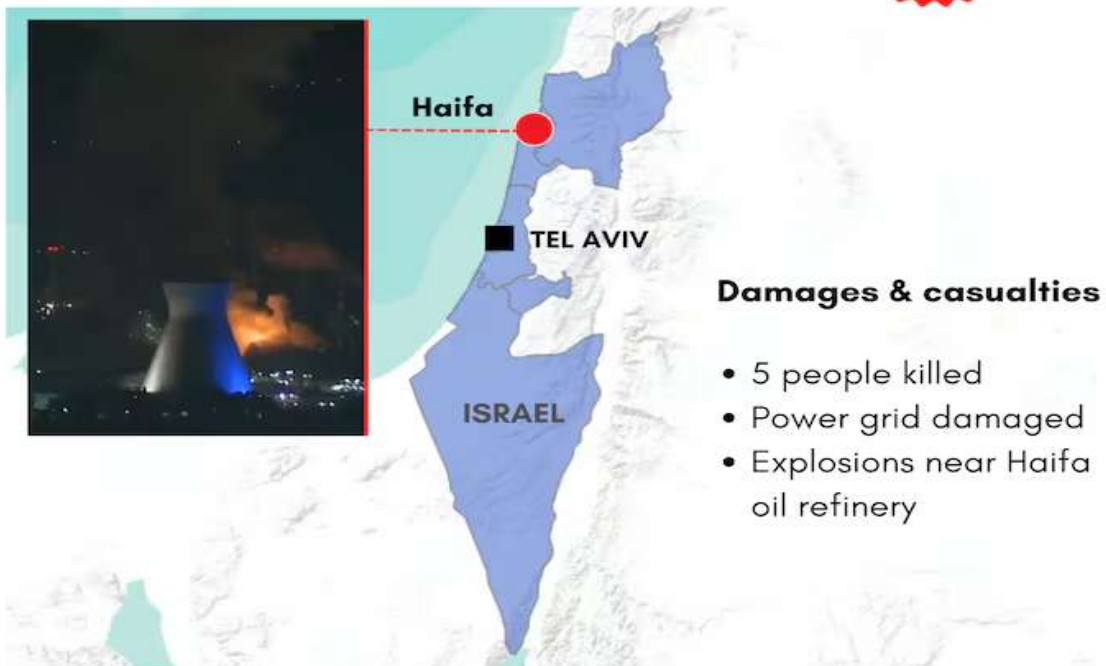 Haifa
TEL AVIV
ISRAEL
Damages & casualties
• 5 people killed
• Power grid damaged
• Explosions near Haifa
oil refinery